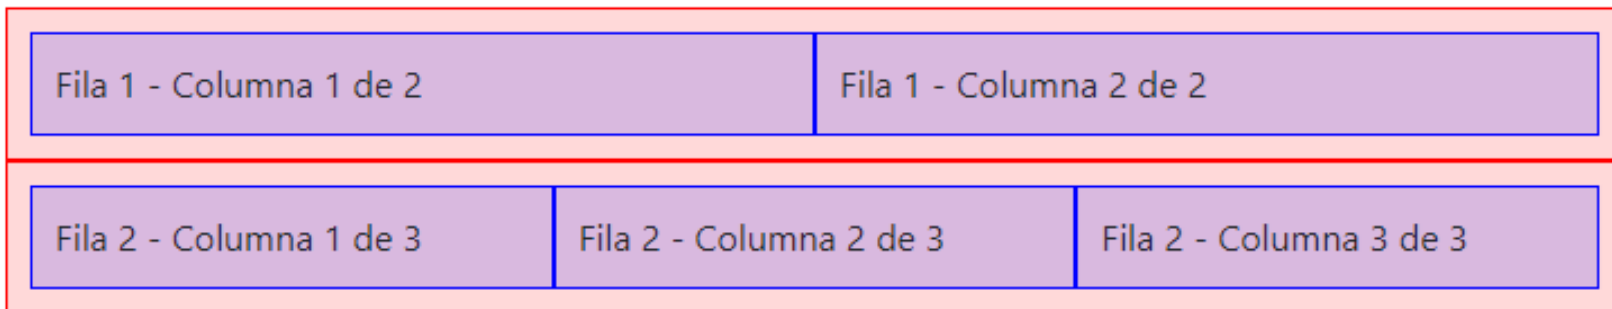 Fila 1 - Columna 1 de 2
Fila 1 - Columna 2 de 2
Fila 2 - Columna 1 de 3
Fila 2 - Columna 2 de 3
Fila 2 - Columna 3 de 3